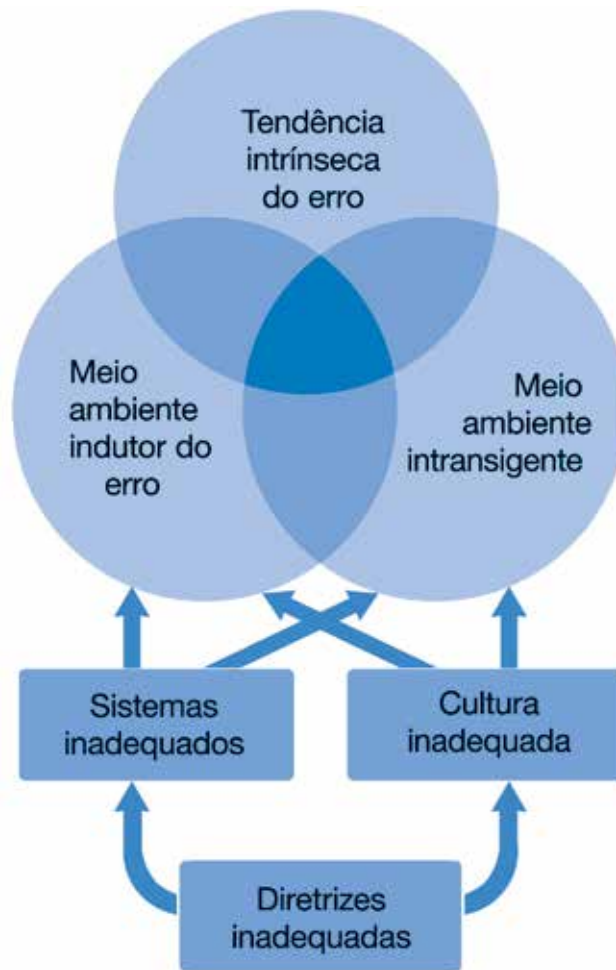 Tendência
intrínseca
do erro
Meio
ambiente
indutor do
erro
Meio
ambiente
intransigente
Sistemas
inadequados
Cultura
inadequada
Diretrizes
inadequadas